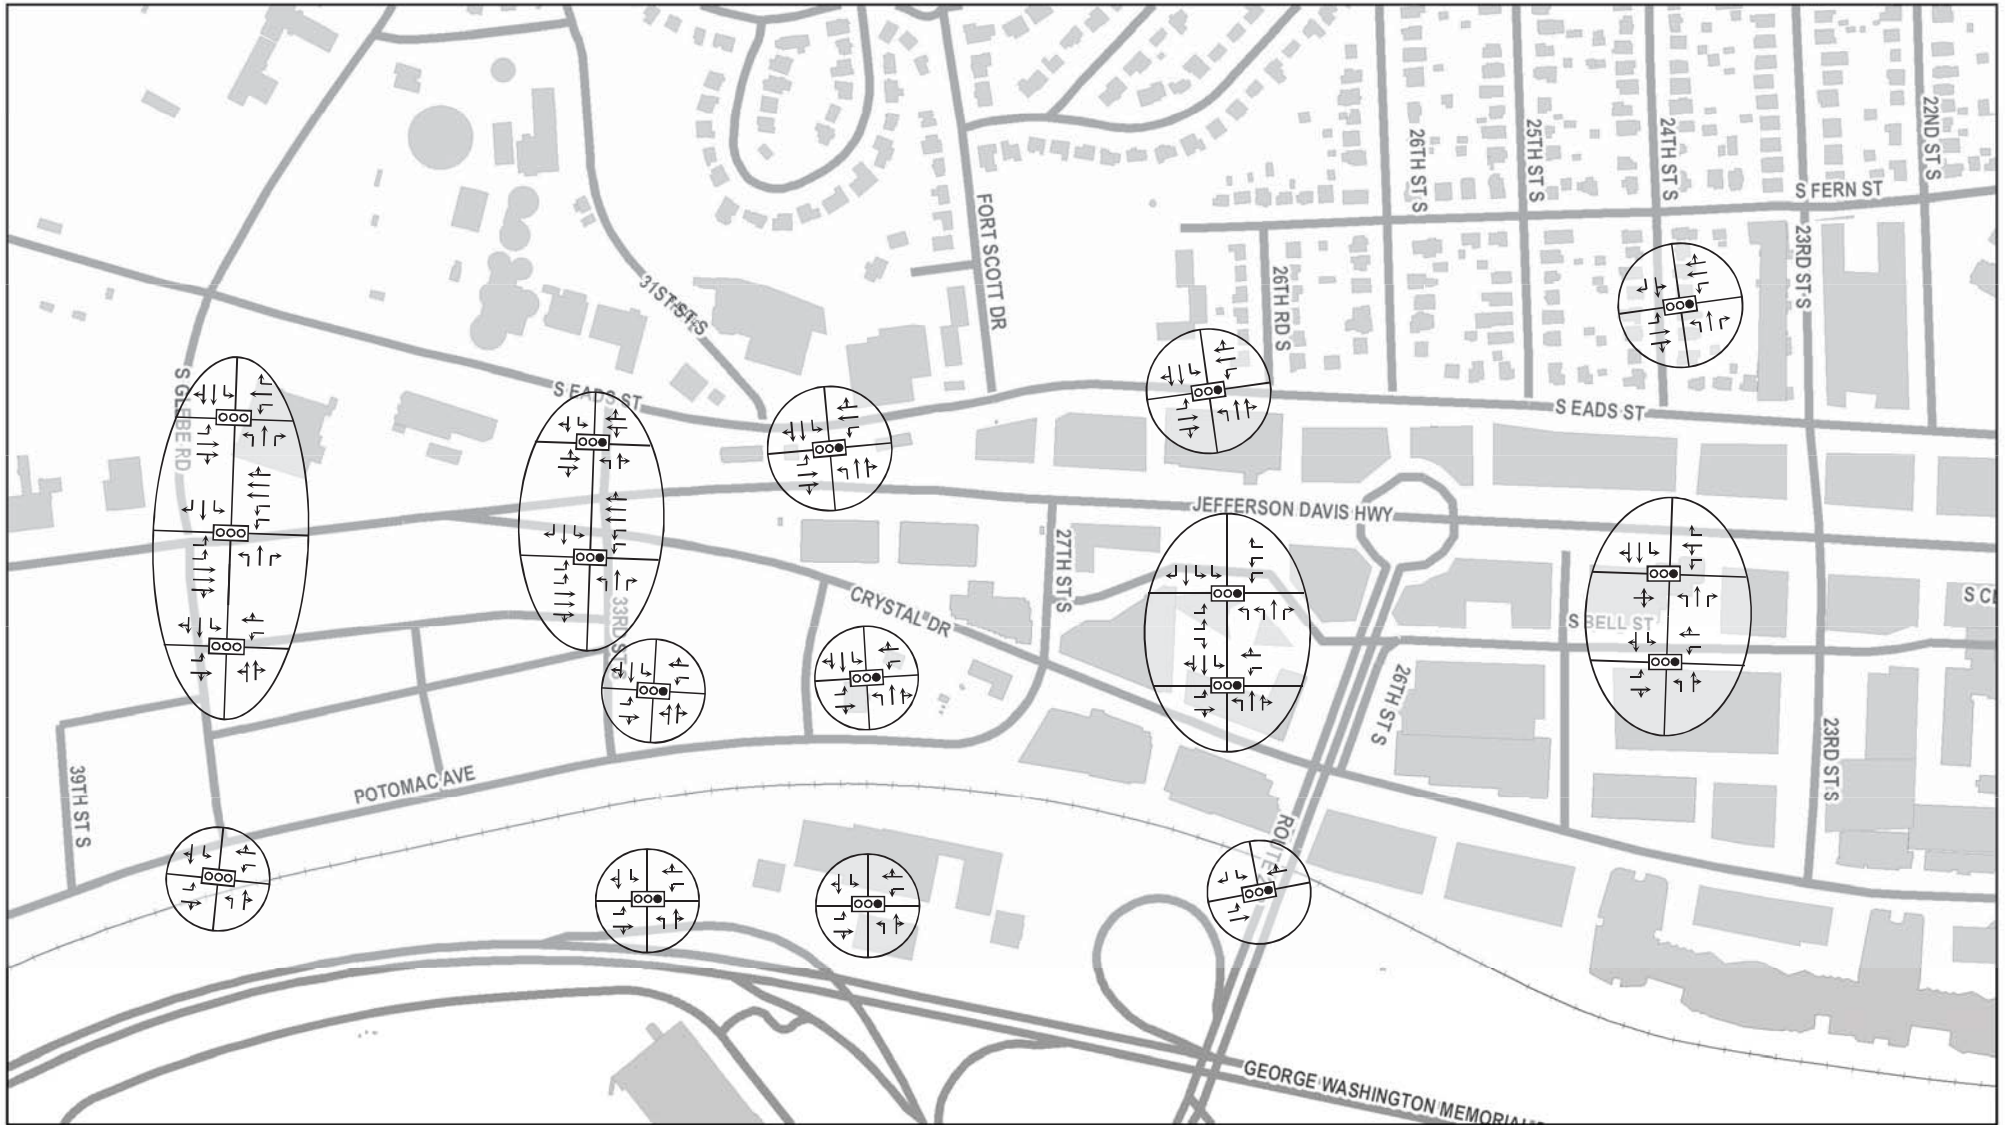 22ND ST S
26TH ST S
25TH ST S
24TH ST S
S FERN ST
FORT SCOTT DR
23RD ST S
26TH RD S
31ST ST S
S GLEBE RD
S EADS ST
S EADS ST
JEFFERSON DAVIS HWY
27TH ST S
CRYSTAL DR
33RD ST S
S BELL ST
26TH ST S
39TH ST S
POTOMAC AVE
23RD ST S
ROUTE
GEORGE WASHINGTON